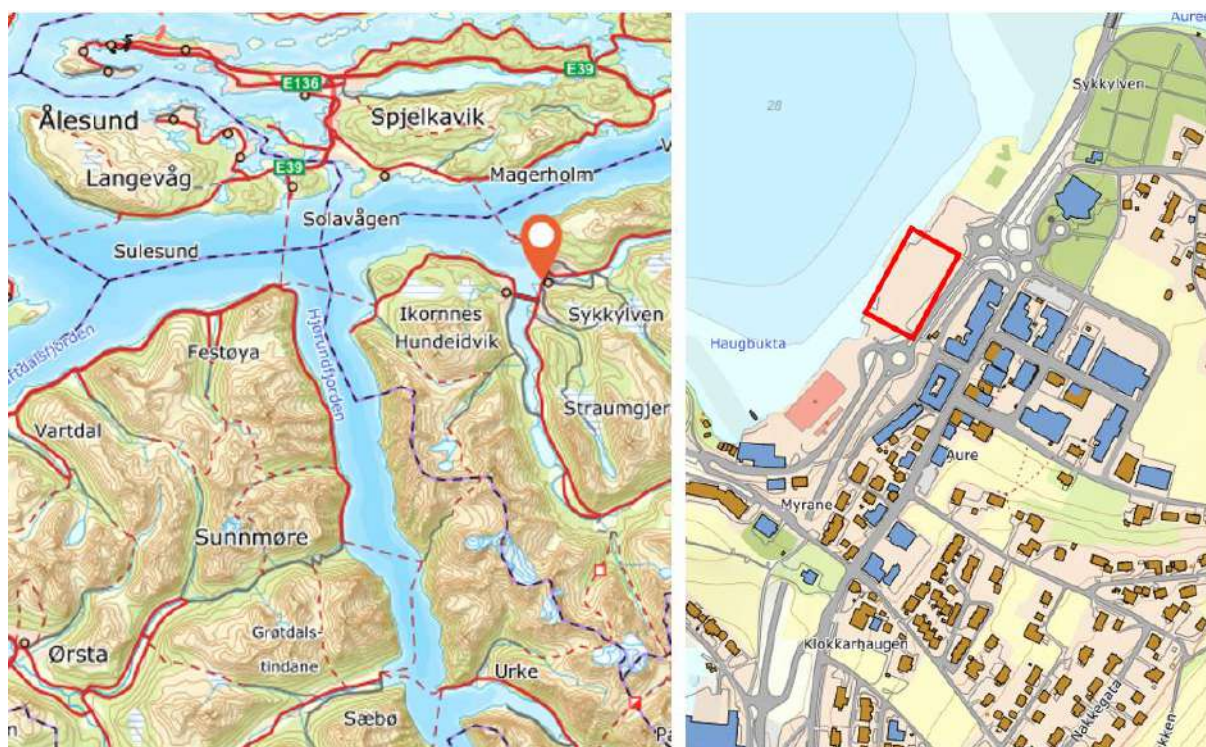 E136
E39
Ålesund
Spjelkavik
Langevåg
E39
Magerholm
Solavågen
Sulesund
Ikornnes
Hundeidvik
Sykkylven
Hjørundfjorden
Festøya
Straumgjer
Vartdal
Sunnmøre
Grøtdals-
tindane
Ørsta
Urke
Sæbø
Sykkylven
28
Haugbukta
Aure
Myrane
Klokkarhaugen
Nakkegata